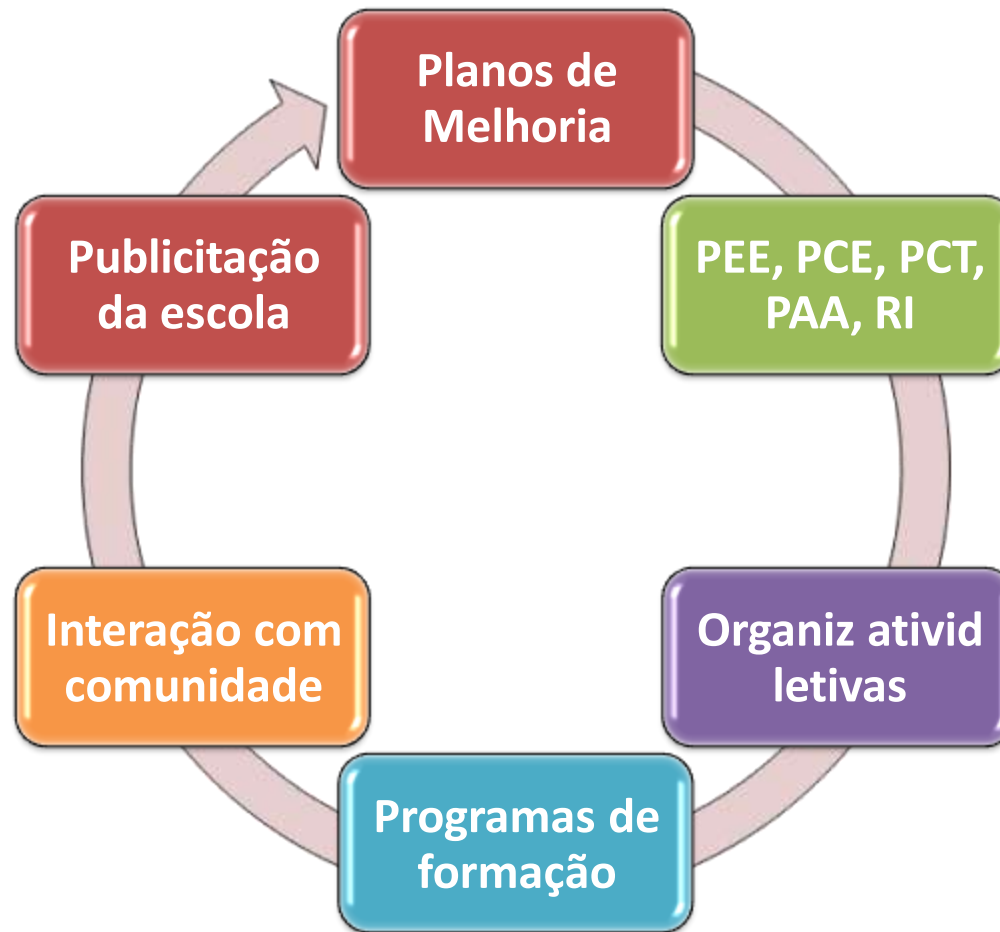 Planos de
Melhoria
PEE, PCE, PCT,
PAA, RI
Organiz ativid
letivas
Programas de
formação
Interação com
comunidade
Publicitação
da escola